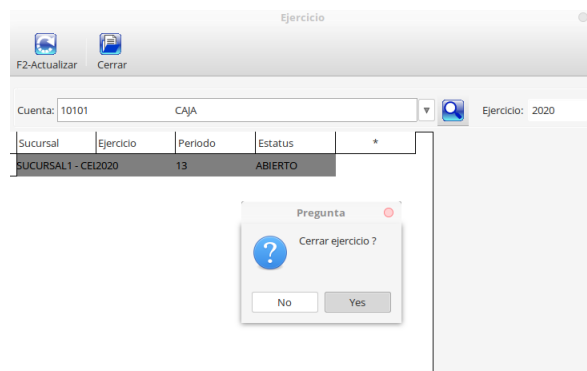 Ejercicio
F2-Actualizar Cerrar
Cuenta: 10101 CAJA Ejercicio: 2020
Sucursal Ejercicio Periodo Estatus *
SUCURSAL1 - CEL2020 13 ABIERTO
Pregunta
Cerrar ejercicio ?
No Yes